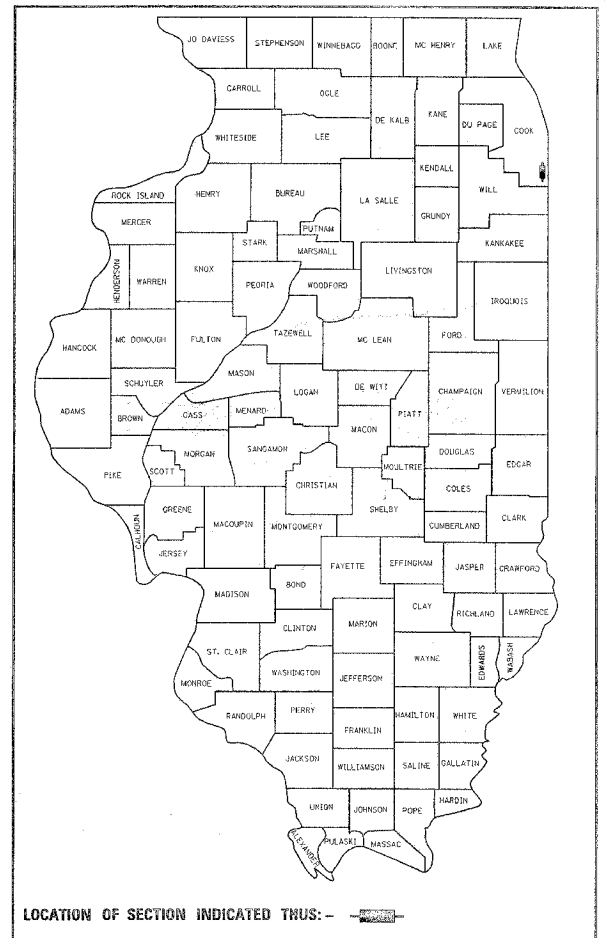 JO DAVIESS STEPHENSON WINNEBAGO BOONE MC HENRY LAKE
CARROLL OGLE DE KALB KANE DU PAGE COOK
WHITESIDE LEE
KENDALL WILL
ROCK ISLAND HENRY BUREAU LA SALLE GRUNDY
MERCER PUTNAM KANKAKEE
STARK MARSHALL LIVINGSTON
HENDERSON WARREN KNOX PEORIA WOODFORD IROQUOIS
TAZEWELL MC LEAN FORD
HANCOCK MC DONOUGH FULTON
MASON
SCHUYLER LOGAN DE WITT CHAMPAIGN VERMILION
ADAMS BROWN CASS MENARD PIATT
MACON
MORGAN SANGAMON DOUGLAS
PIKE SCOTT MOULTRIE EDGAR
CHRISTIAN COLES
GREENE SHELBY
CALHOUN MACOUPIN MONTGOMERY CUMBERLAND CLARK
JERSEY
FAYETTE EFFINGHAM JASPER CRAWFORD
BOND
MADISON CLAY
RICHLAND LAWRENCE
CLINTON MARION
ST. CLAIR WAYNE EDWARDS WABASH
WASHINGTON JEFFERSON
MONROE
RANDOLPH PERRY HAMILTON WHITE
FRANKLIN
JACKSON WILLIAMSON SALINE GALLATIN
HARDIN
UNION JOHNSON POPE
ALEXANDER PULASKI MASSAC
LOCATION OF SECTION INDICATED THUS: -